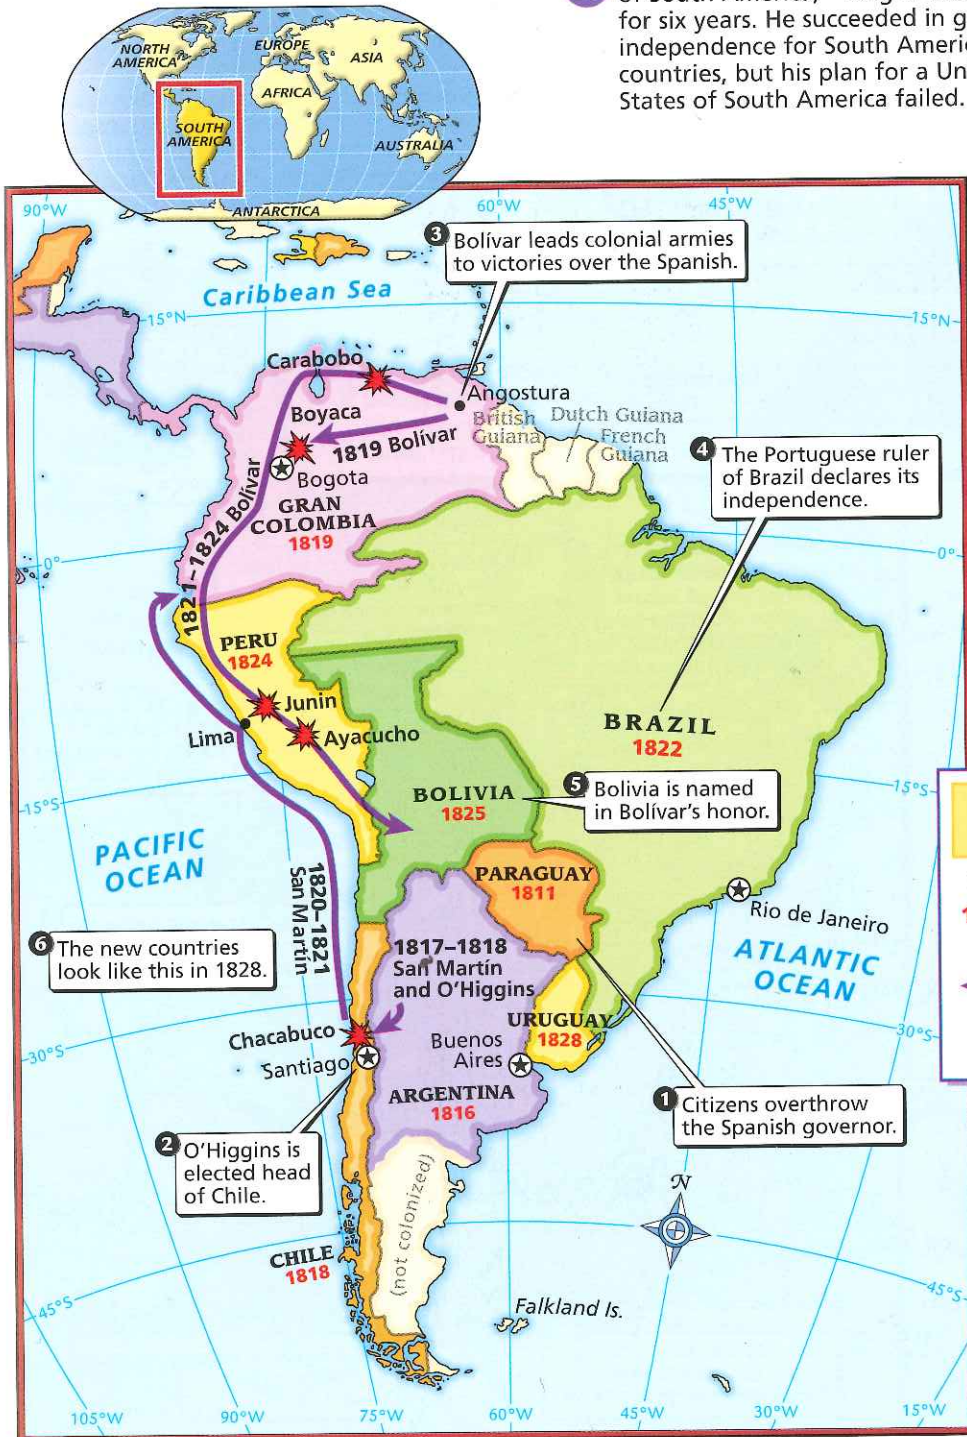 of South America,
for six years. He succeeded in
independence for South
countries, but his plan for a
States of South America failed.
NORTH
AMERICA
EUROPE
ASIA
AFRICA
SOUTH
AMERICA
AUSTRALIA
ANTARCTICA
90°W
60°W
45°W
3 Bolívar leads colonial armies
to victories over the Spanish.
Caribbean Sea
15°N
15°N
Carabobo
Angostura
Boyaca
British
Guiana
Dutch Guiana
French
Guiana
1819 Bolívar
Bogota
4 The Portuguese ruler
of Brazil declares its
independence.
GRAN
COLOMBIA
1819
1821–1824 Bolívar
0°
0°
PERU
1824
Junin
Lima
Ayacucho
BRAZIL
1822
15°S
15°S
BOLIVIA
1825
5 Bolivia is named
in Bolívar's honor.
PACIFIC
OCEAN
PARAGUAY
1811
Rio de Janeiro
1820–1821
San Martín
6 The new countries
look like this in 1828.
1817–1818
San Martín
and O'Higgins
ATLANTIC
OCEAN
Chacabuco
URUGUAY
1828
Buenos
Aires
30°S
30°S
Santiago
ARGENTINA
1816
1 Citizens overthrow
the Spanish governor.
2 O'Higgins is
elected head
of Chile.
(not colonized)
N
CHILE
1818
45°S
45°S
Falkland Is.
105°W
90°W
75°W
60°W
45°W
30°W
15°W